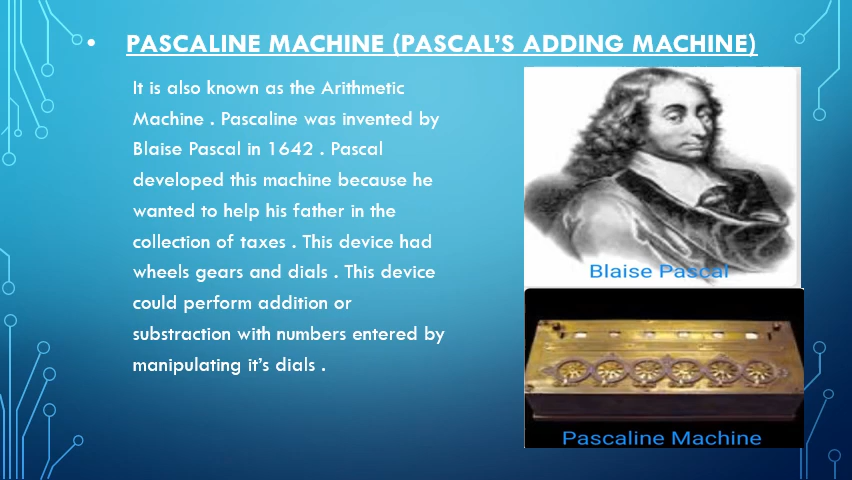 • PASCALINE MACHINE (PASCAL'S ADDING MACHINE)
It is also known as the Arithmetic
Machine . Pascaline was invented by
Blaise Pascal in 1642 . Pascal
developed this machine because he
wanted to help his father in the
collection of taxes . This device had
wheels gears and dials . This device
could perform addition or
substraction with numbers entered by
manipulating it's dials .
Blaise Pascal
Pascaline Machine